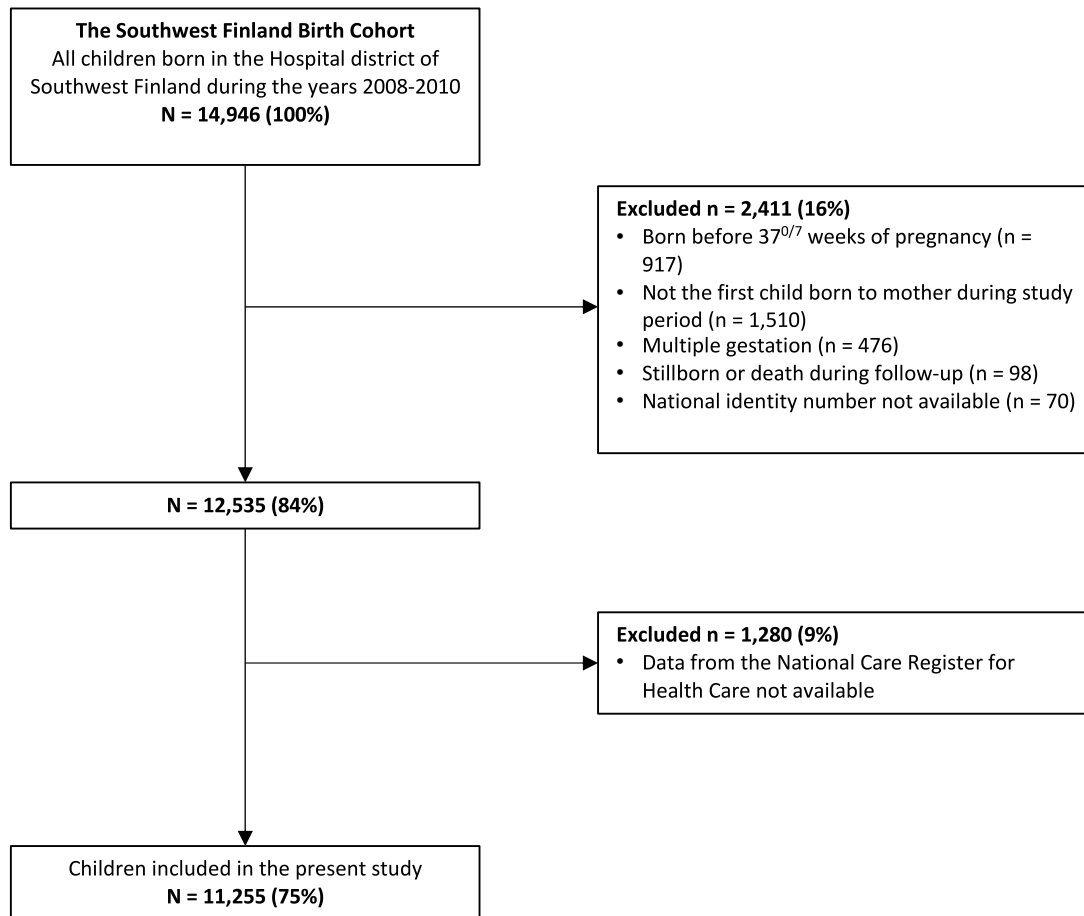 The Southwest Finland Birth Cohort
All children born in the Hospital district of
Southwest Finland during the years 2008-2010
N = 14,946 (100%)
Excluded n = 2,411 (16%)
• Born before 37⁰/⁷ weeks of pregnancy (n =
917)
• Not the first child born to mother during study
period (n = 1,510)
• Multiple gestation (n = 476)
• Stillborn or death during follow-up (n = 98)
• National identity number not available (n = 70)
N = 12,535 (84%)
Excluded n = 1,280 (9%)
• Data from the National Care Register for
Health Care not available
Children included in the present study
N = 11,255 (75%)